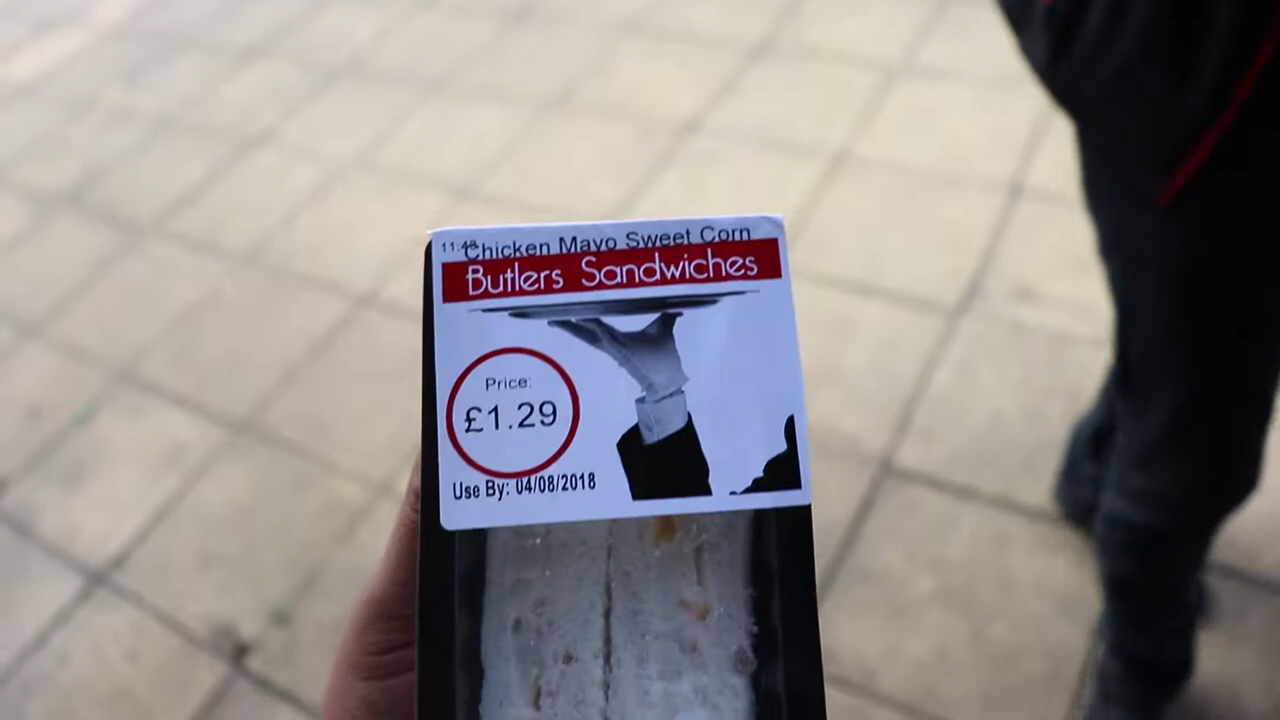 11:48 Chicken Mayo Sweet Corn
Butlers Sandwiches
Price:
£1.29
Use By: 04/08/2018